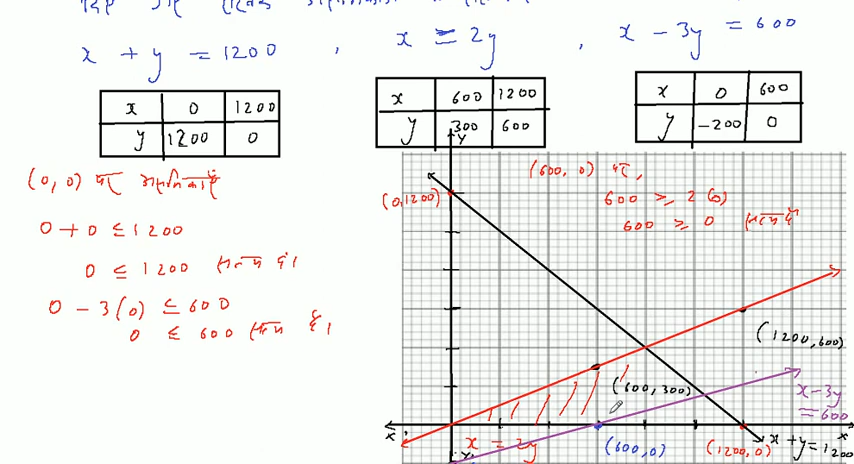 x + y = 1200 , x = 2y , x - 3y = 600
x 0 1200
y 1200 0
x 600 1200
y 300 600
x 0 600
y -200 0
(0,0) पर
0 + 0 ≤ 1200
0 ≤ 1200 सत्य है।
0 - 3(0) ≤ 600
0 ≤ 600 सत्य है।
(600, 0) पर,
600 ≥ 2(0)
600 ≥ 0 सत्य है
Y
(0,1200)
(1200,600)
(600,300)
x - 3y
= 600
x'
x
x = 2y
Y'
(600,0)
(1200,0)
x + y = 1200